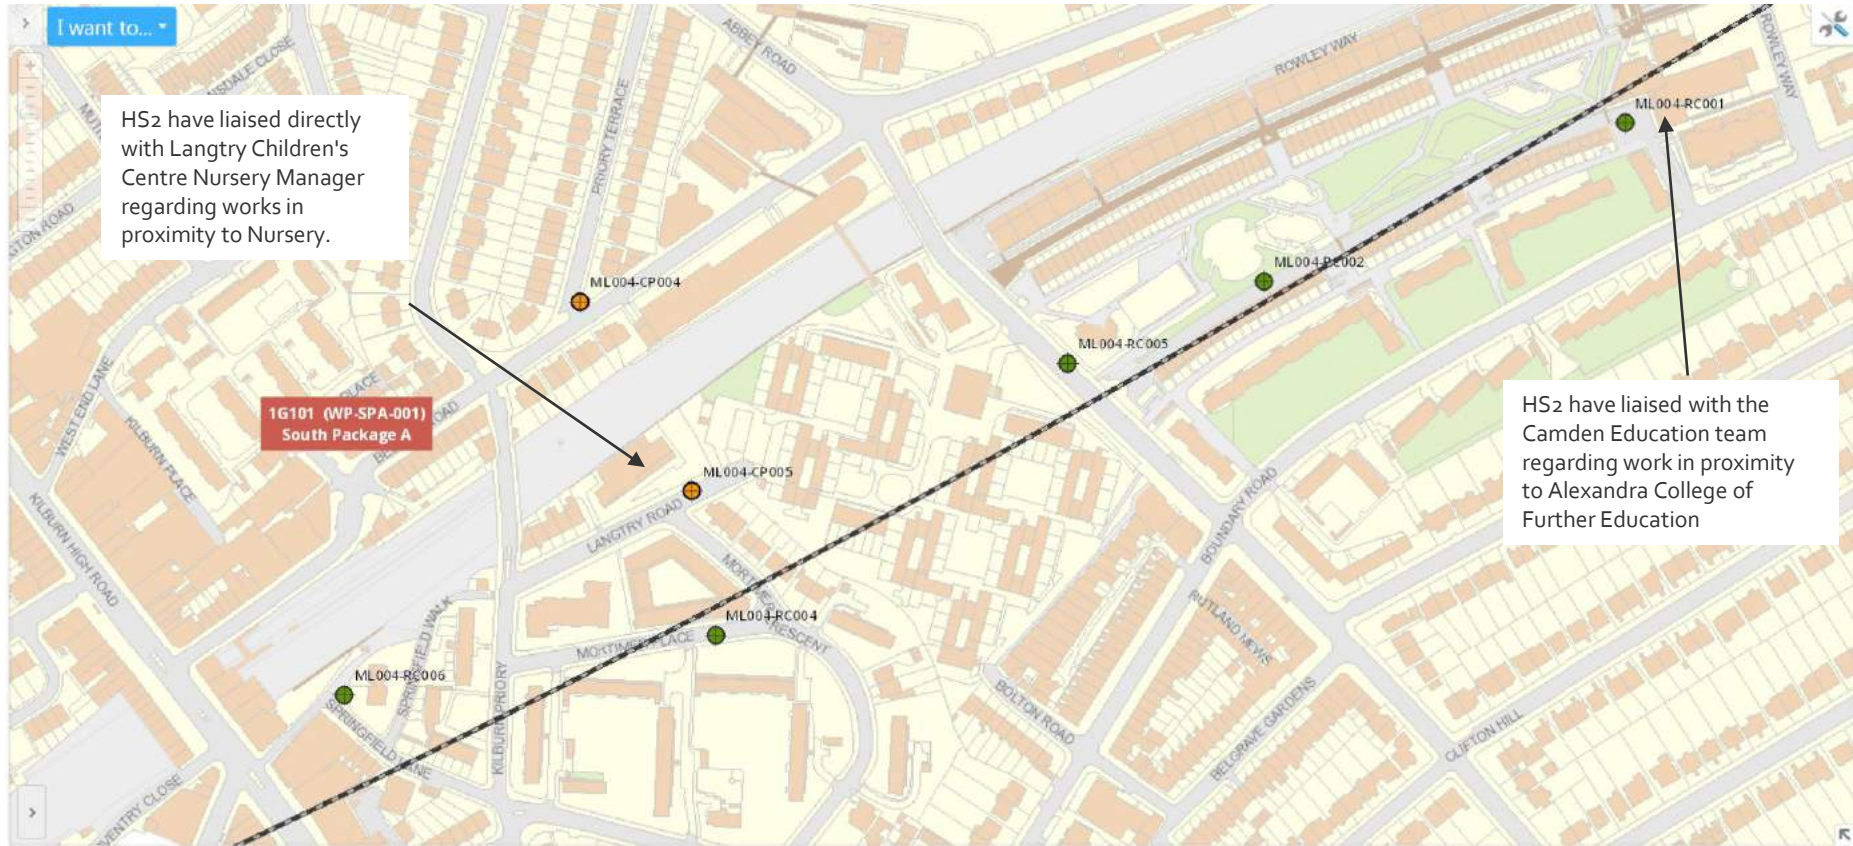 I want to...
ABBEY ROAD
ROWLEY WAY
ROWLEY WAY
HS2 have liaised directly
with Langtry Children's
Centre Nursery Manager
regarding works in
proximity to Nursery.
PRIORY TERRACE
ML004-RC001
ML004-RC002
ML004-CP004
ML004-RC005
WEST END LANE
KILBURN PLACE
1G101 (WP-SPA-001)
South Package A
HS2 have liaised with the
Camden Education team
regarding work in proximity
to Alexandra College of
Further Education
ML004-CP005
KILBURN HIGH ROAD
LANGTRY ROAD
BOUNDARY ROAD
MORTIMER CRESCENT
ML004-RC004
MORTIMER PLACE
RUTLAND MEWS
SPRINGFIELD WALK
ML004-RC006
KILBURN PRIORY
SPRINGFIELD LANE
BOLTON ROAD
BELGRAVE GARDENS
CLIFTON HILL
VENTRY CLOSE